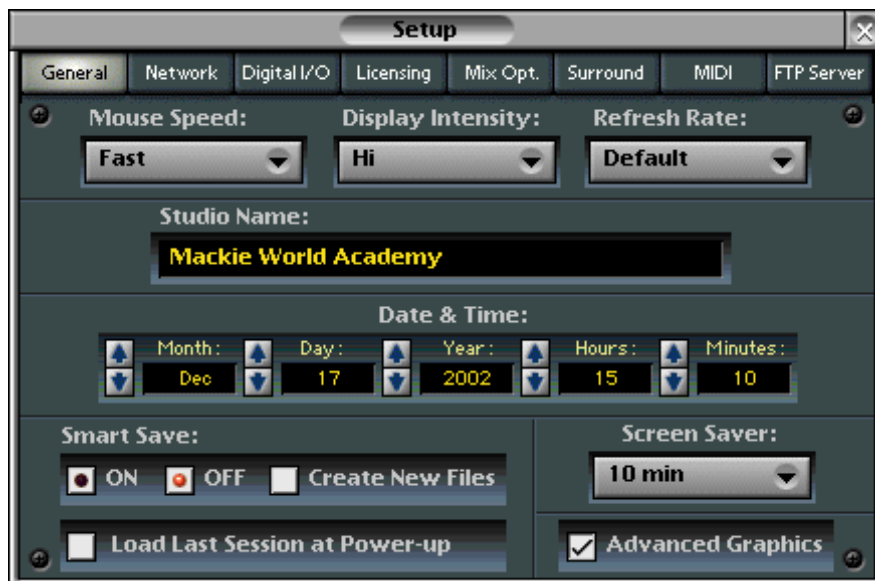 Setup
General Network Digital I/O Licensing Mix Opt. Surround MIDI FTP Server
Mouse Speed: Display Intensity: Refresh Rate:
Fast Hi Default
Studio Name:
Mackie World Academy
Date & Time:
Month: Day: Year: Hours: Minutes:
Dec 17 2002 15 10
Smart Save: Screen Saver:
ON OFF Create New Files 10 min
Load Last Session at Power-up Advanced Graphics